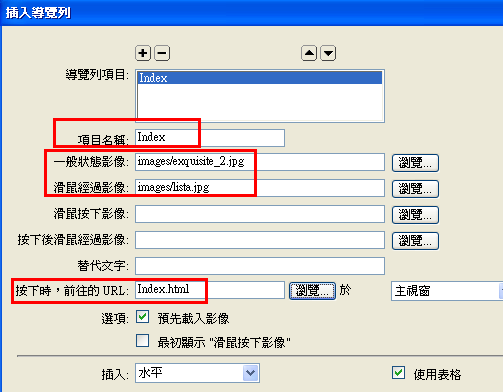 插入導覽列
導覽列項目: Index
項目名稱: Index
一般狀態影像: images/exquisite_2.jpg 瀏覽...
滑鼠經過影像: images/lista.jpg 瀏覽...
滑鼠按下影像: 瀏覽...
按下後滑鼠經過影像: 瀏覽...
替代文字:
按下時，前往的 URL: Index.html 瀏覽... 於 主視窗
選項: 預先載入影像
最初顯示 "滑鼠按下影像"
插入: 水平 使用表格